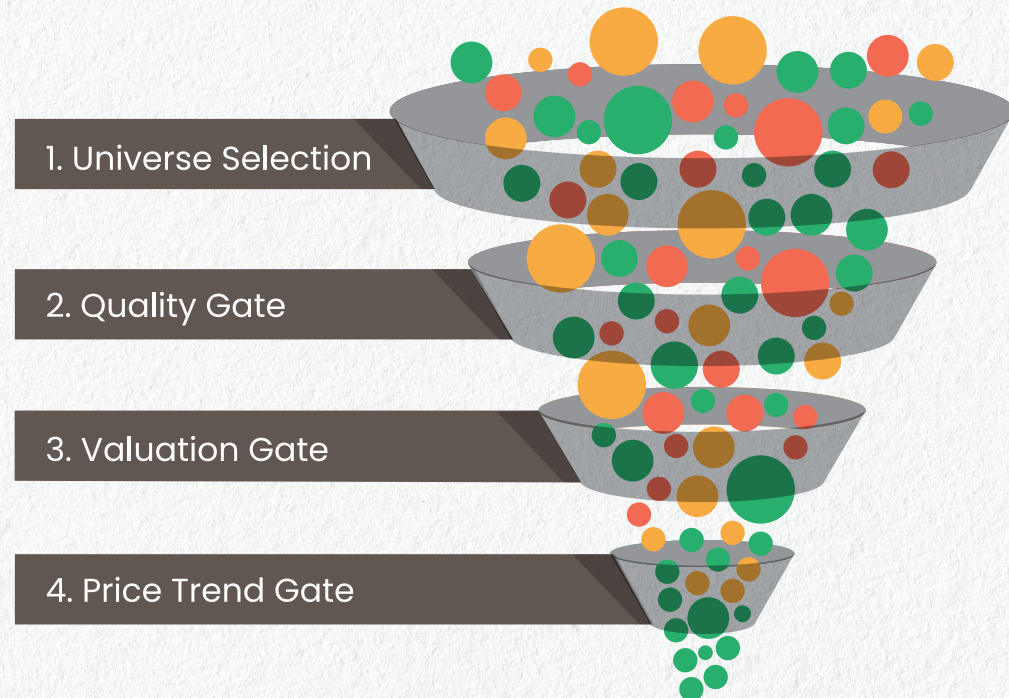 1. Universe Selection
2. Quality Gate
3. Valuation Gate
4. Price Trend Gate